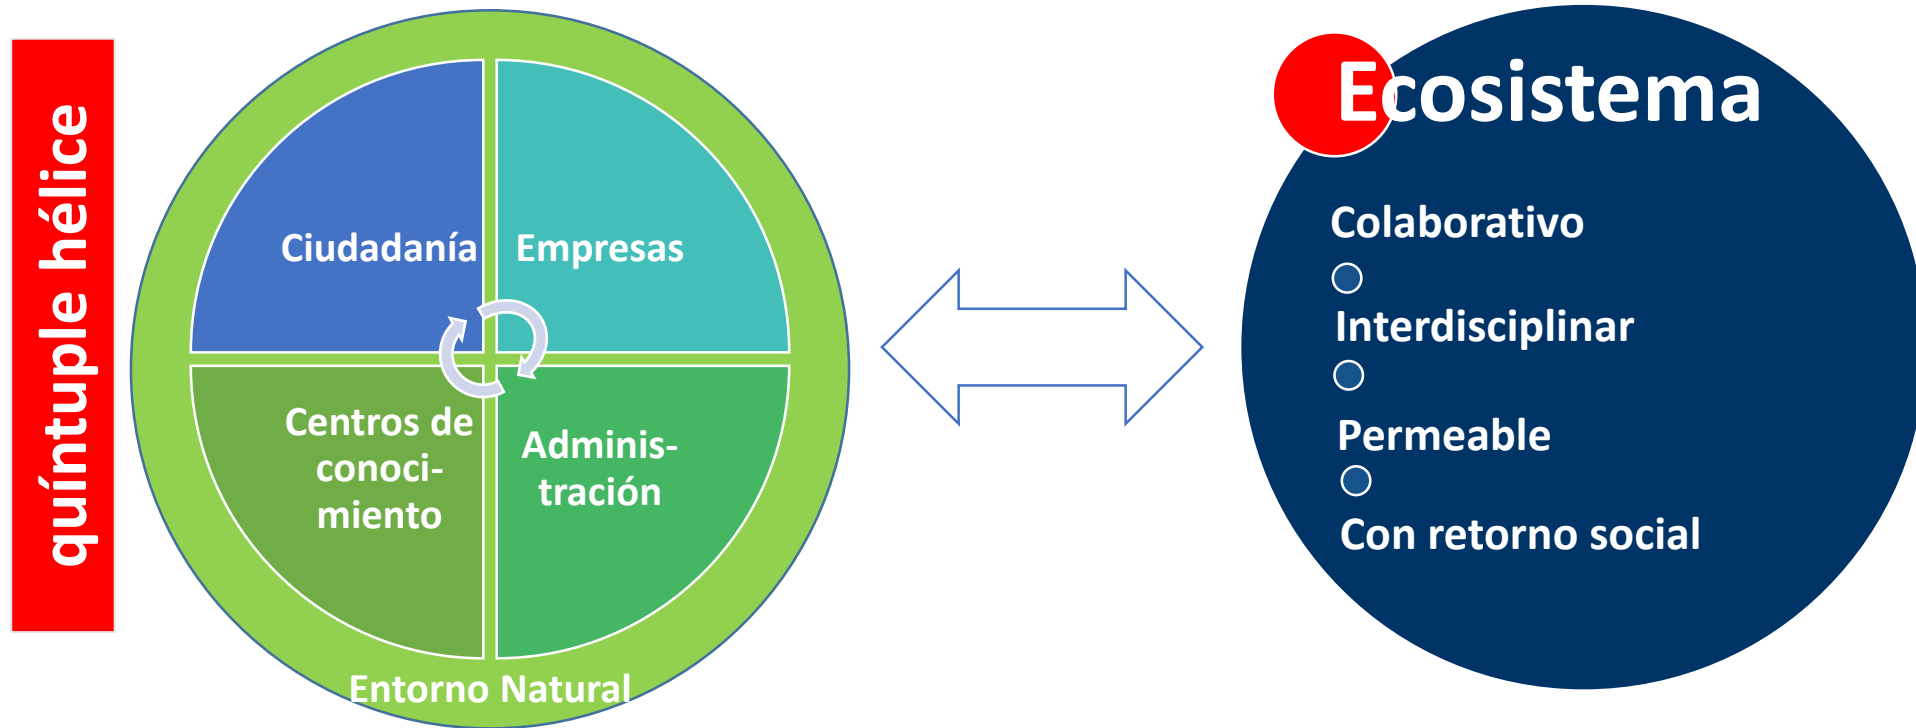 quíntuple hélice
Ciudadanía
Empresas
Centros de
conoci-
miento
Adminis-
tración
Entorno Natural
Ecosistema
Colaborativo
Interdisciplinar
Permeable
Con retorno social